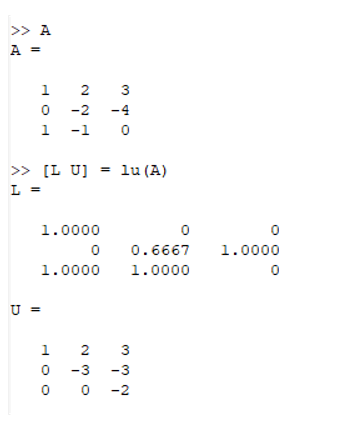 >> A
A =
1 2 3
0 -2 -4
1 -1 0
>> [L U] = lu(A)
L =
1.0000 0 0
0 0.6667 1.0000
1.0000 1.0000 0
U =
1 2 3
0 -3 -3
0 0 -2